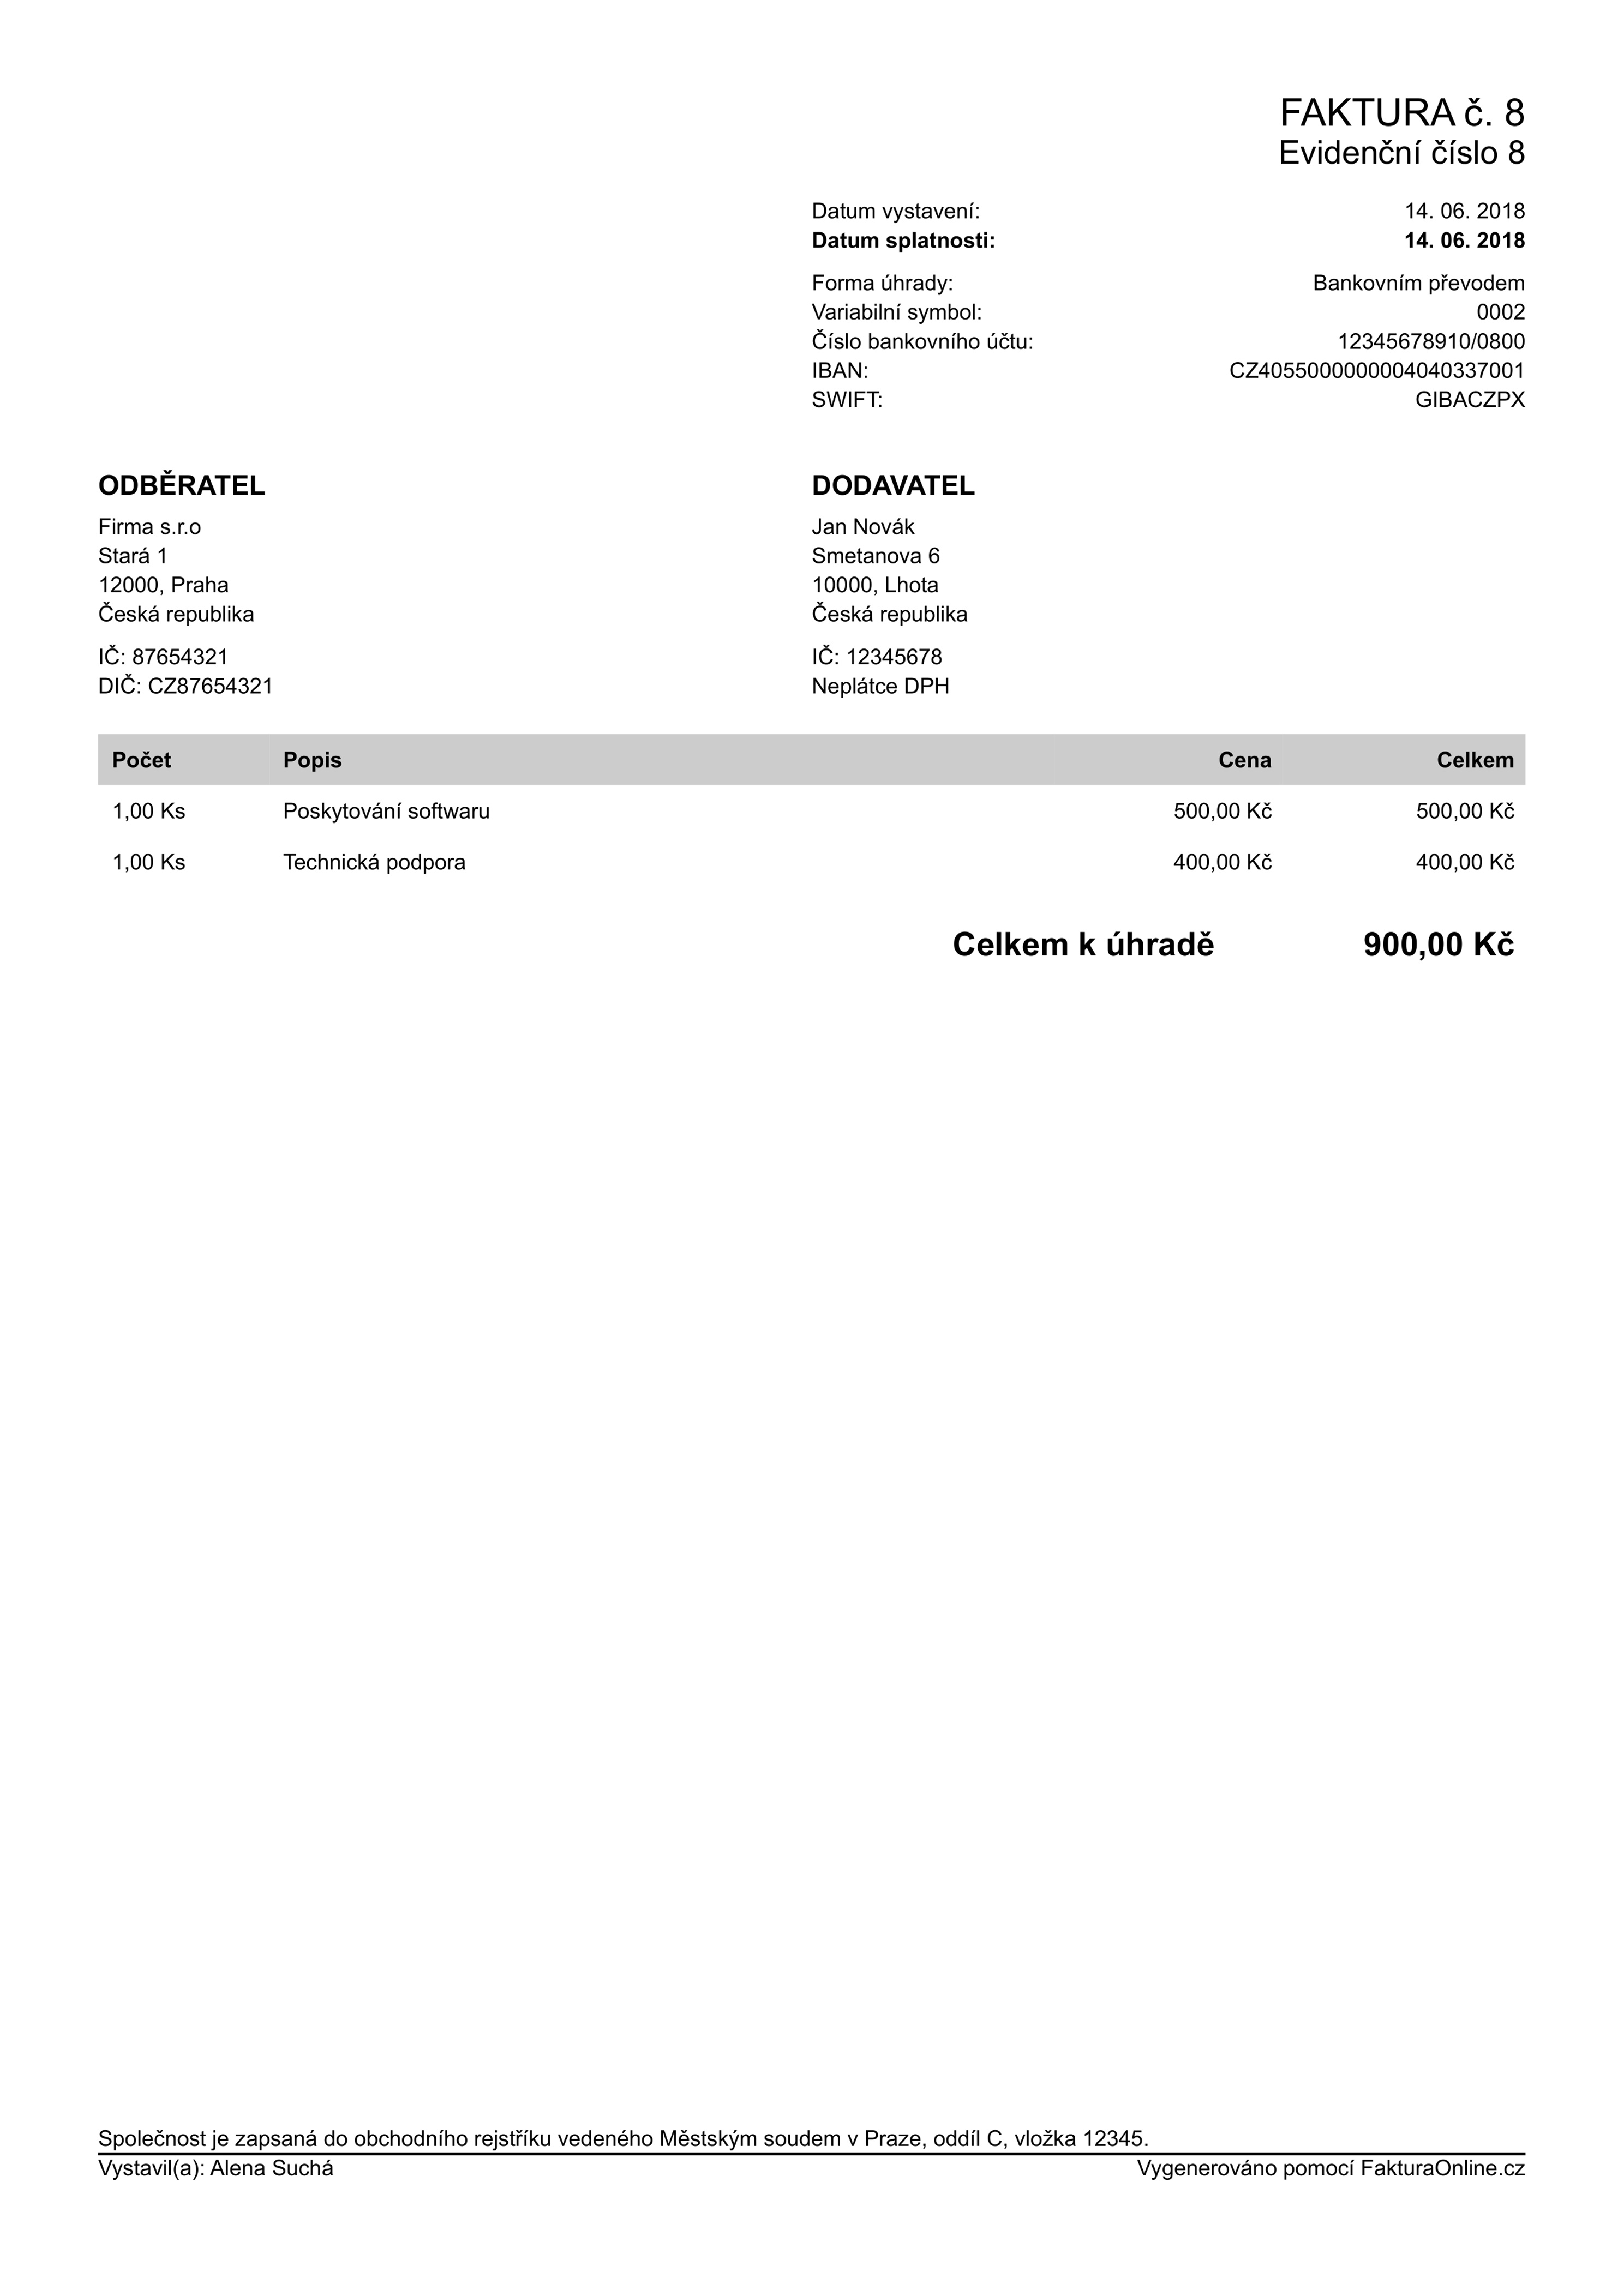 FAKTURA č. 8
Evidenční číslo 8
Datum vystavení: 14. 06. 2018
Datum splatnosti: 14. 06. 2018
Forma úhrady: Bankovním převodem
Variabilní symbol: 0002
Číslo bankovního účtu: 12345678910/0800
IBAN: CZ4055000000004040337001
SWIFT: GIBACZPX
ODBĚRATEL
Firma s.r.o
Stará 1
12000, Praha
Česká republika
IČ: 87654321
DIČ: CZ87654321
DODAVATEL
Jan Novák
Smetanova 6
10000, Lhota
Česká republika
IČ: 12345678
Neplátce DPH
Počet Popis Cena Celkem
1,00 Ks Poskytování softwaru 500,00 Kč 500,00 Kč
1,00 Ks Technická podpora 400,00 Kč 400,00 Kč
Celkem k úhradě 900,00 Kč
Společnost je zapsaná do obchodního rejstříku vedeného Městským soudem v Praze, oddíl C, vložka 12345.
Vystavil(a): Alena Suchá Vygenerováno pomocí FakturaOnline.cz